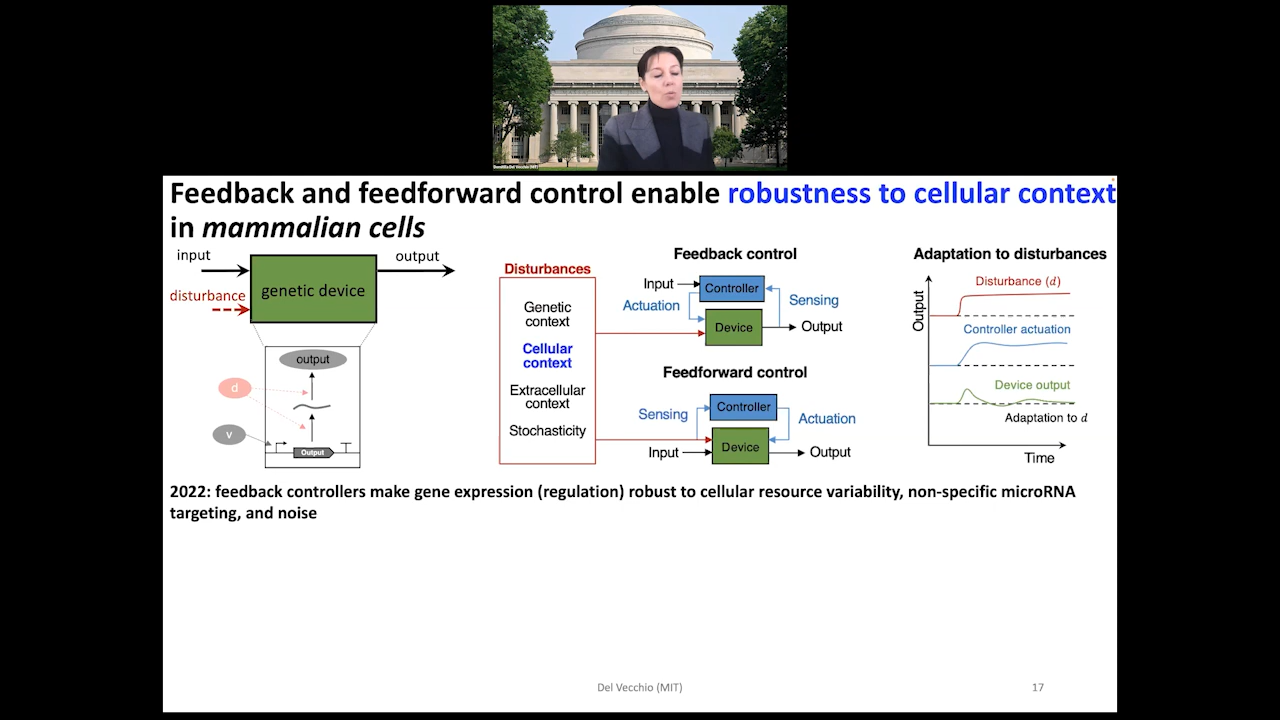 Domitilla Del Vecchio (MIT)
Feedback and feedforward control enable robustness to cellular context
in mammalian cells
input
output
disturbance
genetic device
output
d
v
Output
Disturbances
Genetic
context
Cellular
context
Extracellular
context
Stochasticity
Feedback control
Input
Controller
Actuation
Sensing
Device
Output
Feedforward control
Controller
Sensing
Actuation
Device
Input
Output
Adaptation to disturbances
Output
Disturbance (d)
Controller actuation
Device output
Adaptation to d
Time
2022: feedback controllers make gene expression (regulation) robust to cellular resource variability, non-specific microRNA
targeting, and noise
Del Vecchio (MIT)
17